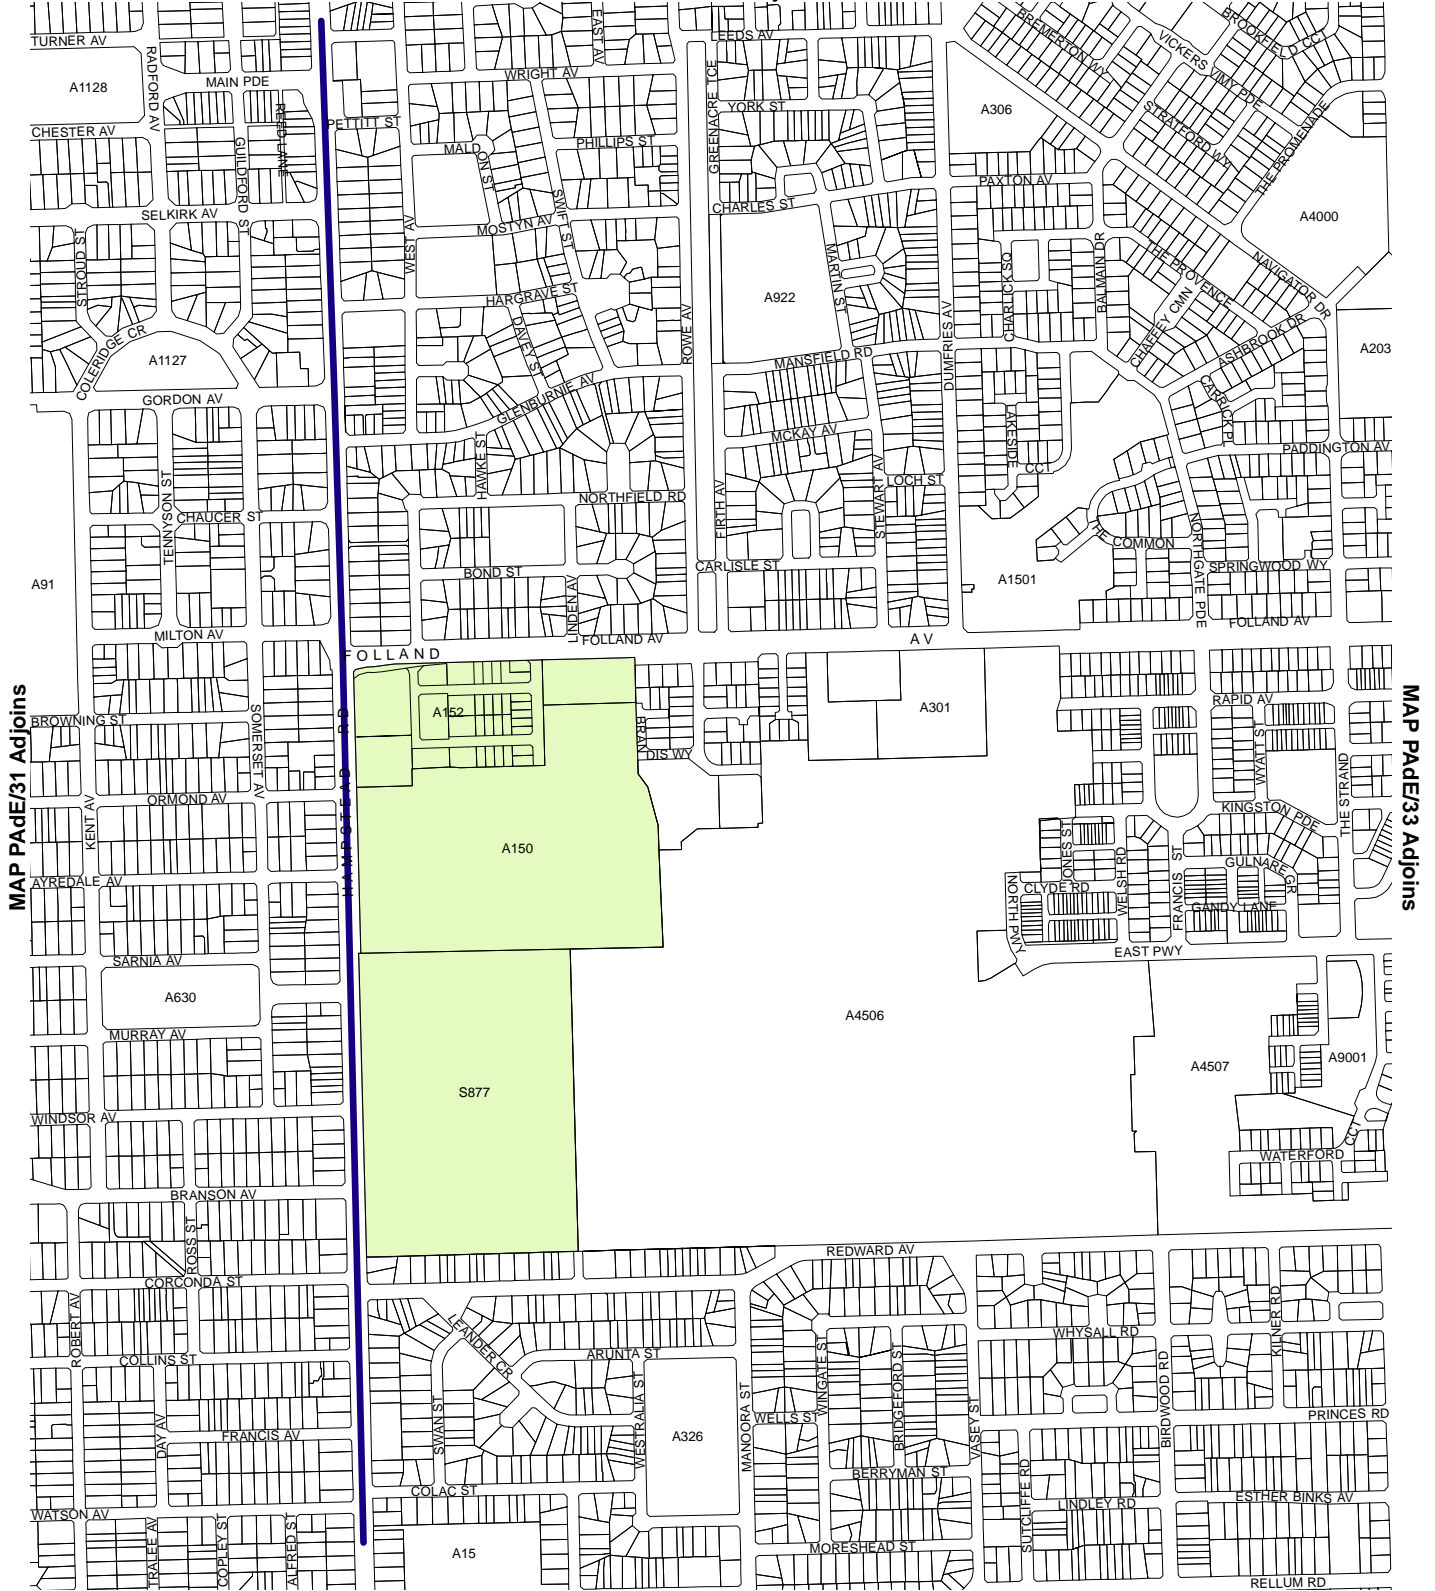 TURNER AV
RADFORD AV
MAIN PDE
EAST AV
LEEDS AV
BREMERTON WY
VICKERS VIMY PDE
BROOKFIELD CC
WRIGHT AV
A1128
REED LANE
GREENACRE TCE
YORK ST
A306
STRATFORD WY
THE PROMENADE
CHESTER AV
GUILDFORD ST
PETTITT ST
MALDON ST
PHILLIPS ST
PAXTON AV
SELKIRK AV
SWIFT ST
CHARLES ST
A4000
STROUD ST
WEST AV
MOSTYN AV
MARTIN ST
CHARLICK SQ
BALMAIN DR
THE PROVENCE
NAVIGATOR DR
HARGRAVE ST
A922
SHAFFEY CMN
COLERIDGE CR
A1127
DAVEY ST
ROWE AV
MANSFIELD RD
DUMFRIES AV
ASHBROOK DR
A203
GORDON AV
GLENBURNIE AV
CARRICK PL
MCKAY AV
LAKESIDE CCT
PADDINGTON AV
TENNYSON ST
HAWKE ST
NORTHFIELD RD
FIRTH AV
STEWART AV
LOCH ST
CHAUCER ST
THE COMMON
NORTHGATE PDE
A91
BOND ST
LINDEN AV
CARLISLE ST
A1501
SPRINGWOOD WY
MILTON AV
FOLLAND AV
FOLLAND
AV
FOLLAND AV
BROWNING ST
SOMERSET AV
HAMPSTEAD RD
A152
BRANDIS WY
A301
RAPID AV
WYATT ST
THE STRAND
MAP PAdE/31 Adjoins
MAP PAdE/33 Adjoins
KENT AV
ORMOND AV
A150
KINGSTON PDE
JONES ST
WELSH RD
FRANCIS ST
GULNARE GR
AYREDALE AV
NORTH PWY
CLYDE RD
GANDY LANE
EAST PWY
SARNIA AV
A630
A4506
MURRAY AV
A4507
A9001
S877
WINDSOR AV
WATERFORD CCT
BRANSON AV
ROSS ST
REDWARD AV
CORCONDA ST
ROBERT AV
LEANDER CR
WHYSALL RD
KILNER RD
COLLINS ST
ARUNTA ST
WINGATE ST
BRIDGEFORD ST
BIRDWOOD RD
DAY AV
SWAN ST
WESTRALIA ST
MANOORA ST
WELLS ST
VASEY ST
PRINCES RD
FRANCIS AV
A326
BERRYMAN ST
COLAC ST
SUTCLIFFE RD
LINDLEY RD
ESTHER BINKS AV
WATSON AV
TRALEE AV
COPLEY ST
ALFRED ST
A15
MORESHEAD ST
RELLUM RD